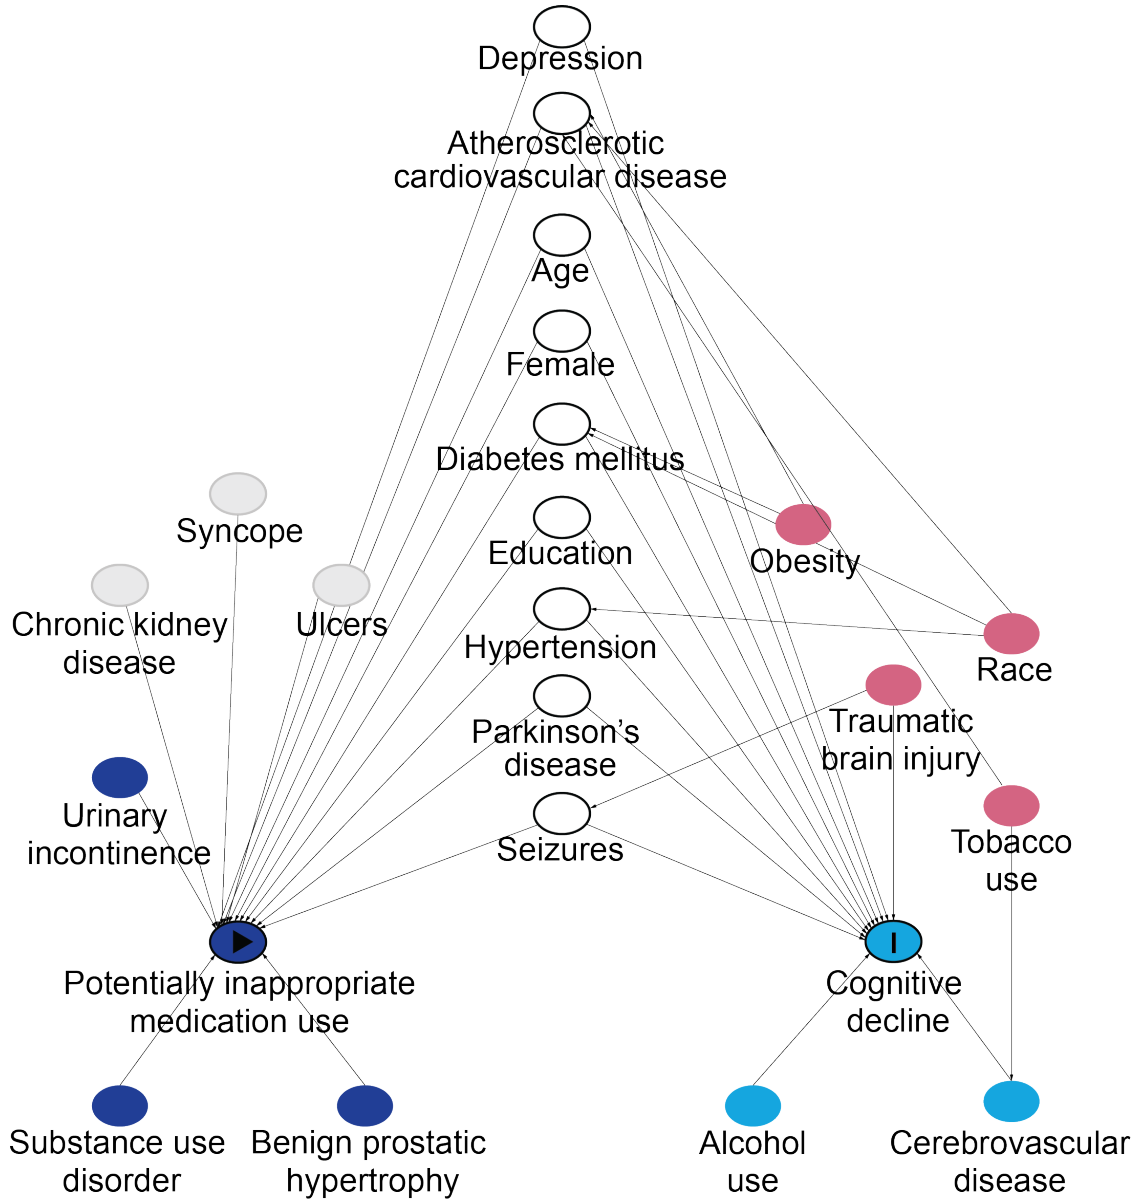 Depression
Atherosclerotic
cardiovascular disease
Age
Female
Diabetes mellitus
Syncope
Education
Obesity
Chronic kidney
disease
Ulcers
Hypertension
Race
Traumatic
brain injury
Parkinson's
disease
Urinary
incontinence
Seizures
Tobacco
use
Potentially inappropriate
medication use
Cognitive
decline
Substance use
disorder
Benign prostatic
hypertrophy
Alcohol
use
Cerebrovascular
disease